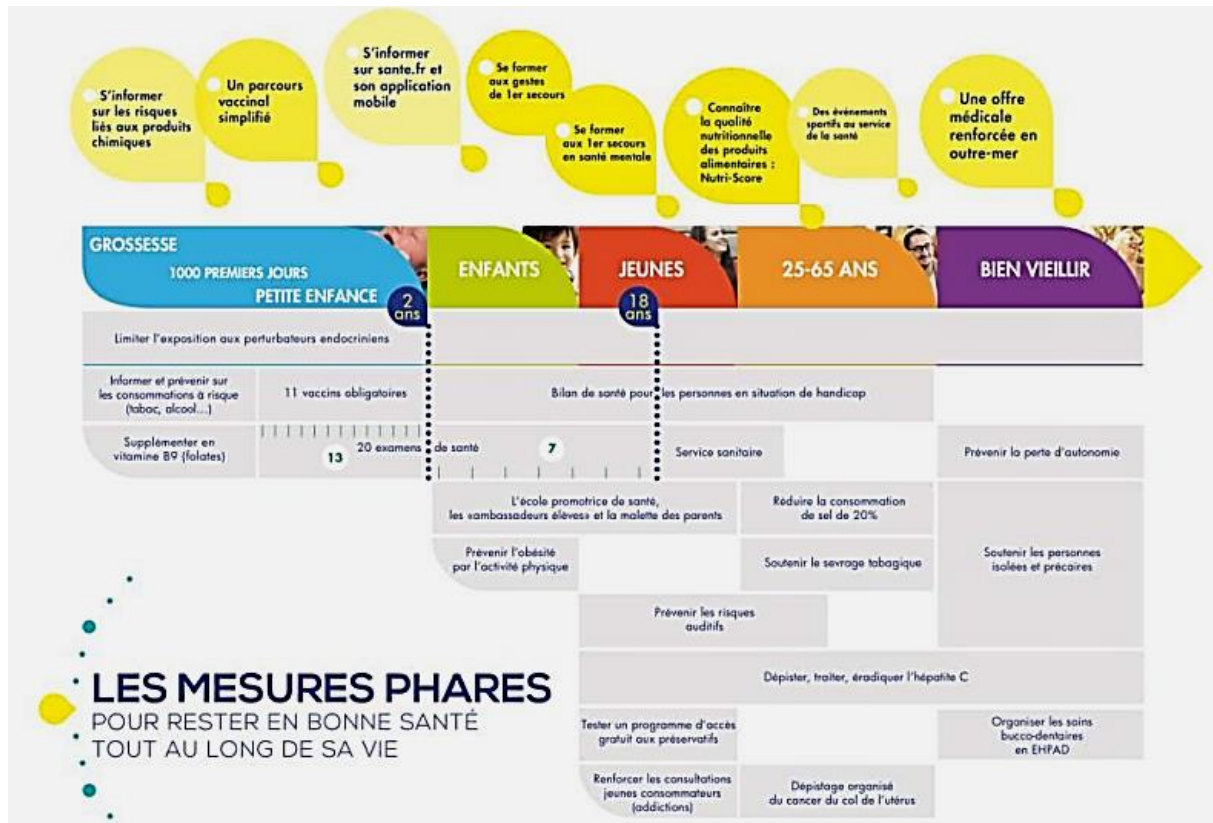 S'informer
sur les risques
liés aux produits
chimiques
Un parcours
vaccinal
simplifié
S'informer
sur sante.fr et
son application
mobile
Se former
aux gestes
de 1er secours
Se former
aux 1er secours
en santé mentale
Connaître
la qualité
nutritionnelle
des produits
alimentaires :
Nutri-Score
Des événements
sportifs au service
de la santé
Une offre
médicale
renforcée en
outre-mer
GROSSESSE
1000 PREMIERS JOURS
PETITE ENFANCE
2
ans
ENFANTS
JEUNES
18
ans
25-65 ANS
BIEN VIEILLIR
Limiter l'exposition aux perturbateurs endocriniens
Informer et prévenir sur
les consommations à risque
(tabac, alcool...)
11 vaccins obligatoires
Bilan de santé pour les personnes en situation de handicap
Supplémenter en
vitamine B9 (folates)
13
20 examens de santé
7
Service sanitaire
Prévenir la perte d'autonomie
L'école promotrice de santé,
les «ambassadeurs élèves» et la malette des parents
Réduire la consommation
de sel de 20%
Prévenir l'obésité
par l'activité physique
Soutenir le sevrage tabagique
Soutenir les personnes
isolées et précaires
Prévenir les risques
auditifs
Dépister, traiter, éradiquer l'hépatite C
LES MESURES PHARES
POUR RESTER EN BONNE SANTÉ
TOUT AU LONG DE SA VIE
Tester un programme d'accès
gratuit aux préservatifs
Organiser les soins
bucco-dentaires
en EHPAD
Renforcer les consultations
jeunes consommateurs
(addictions)
Dépistage organisé
du cancer du col de l'utérus